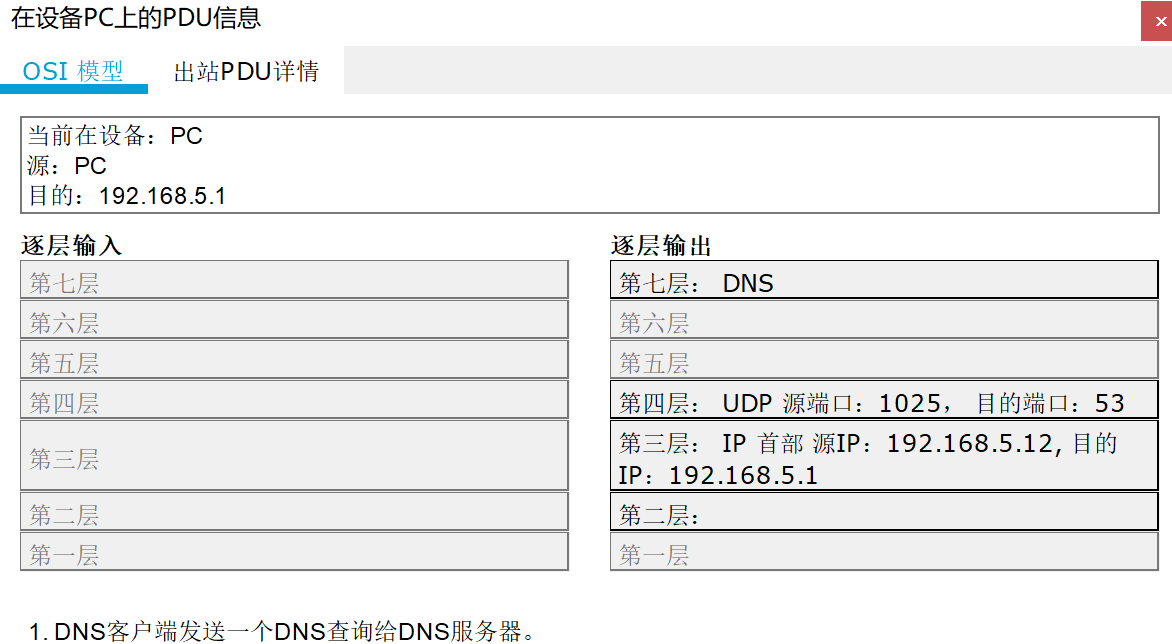 在设备PC上的PDU信息
×
OSI 模型 出站PDU详情
当前在设备：PC
源：PC
目的：192.168.5.1
逐层输入
第七层
第六层
第五层
第四层
第三层
第二层
第一层
逐层输出
第七层： DNS
第六层
第五层
第四层： UDP 源端口：1025， 目的端口：53
第三层： IP 首部 源IP：192.168.5.12, 目的
IP：192.168.5.1
第二层：
第一层
1. DNS客户端发送一个DNS查询给DNS服务器。